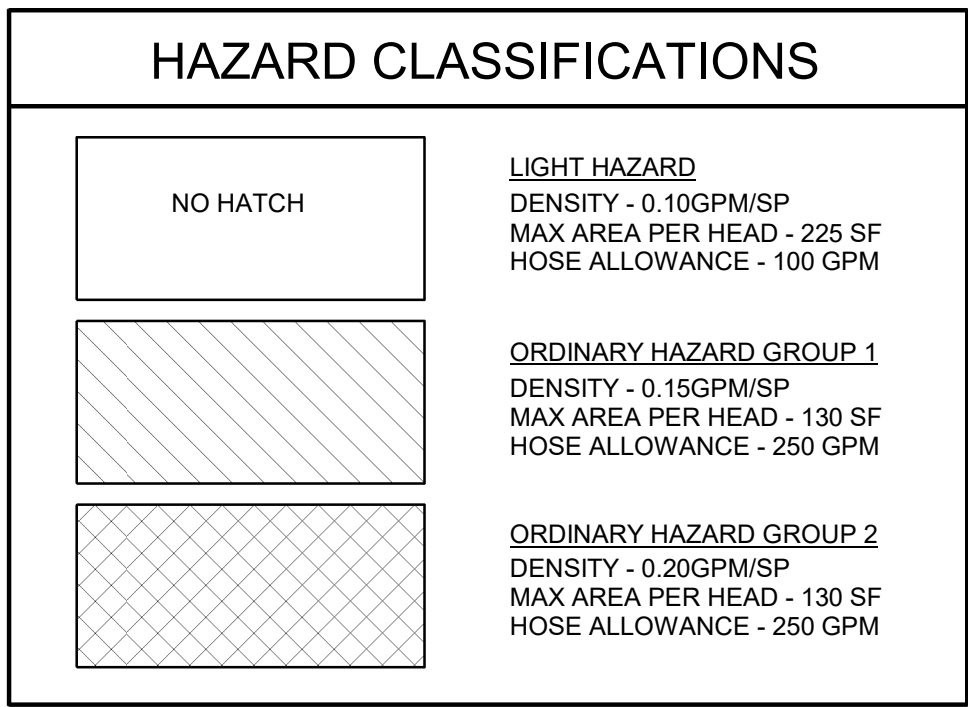 HAZARD CLASSIFICATIONS
NO HATCH
LIGHT HAZARD
DENSITY - 0.10GPM/SP
MAX AREA PER HEAD - 225 SF
HOSE ALLOWANCE - 100 GPM
ORDINARY HAZARD GROUP 1
DENSITY - 0.15GPM/SP
MAX AREA PER HEAD - 130 SF
HOSE ALLOWANCE - 250 GPM
ORDINARY HAZARD GROUP 2
DENSITY - 0.20GPM/SP
MAX AREA PER HEAD - 130 SF
HOSE ALLOWANCE - 250 GPM